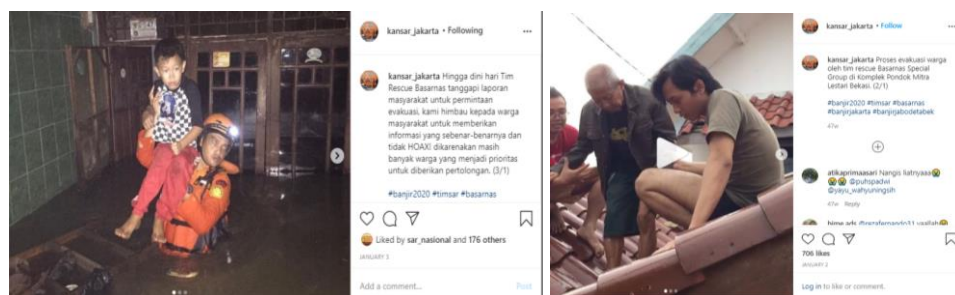 kansar_jakarta • Following
kansar_jakarta Hingga dini hari Tim
Rescue Basarnas tanggapi laporan
masyarakat untuk permintaan
evakuasi, kami himbau kepada warga
masyarakat untuk memberikan
informasi yang sebenar-benarnya dan
tidak HOAX! dikarenakan masih
banyak warga yang menjadi prioritas
untuk diberikan pertolongan. (3/1)
#banjir2020 #timsar #basarnas
Liked by sar_nasional and 176 others
JANUARY 3
Add a comment...
Post
kansar_jakarta • Follow
kansar_jakarta Proses evakuasi warga
oleh tim rescue Basarnas Special
Group di Komplek Pondok Mitra
Lestari Bekasi. (2/1)
#banjir2020 #timsar #basarnas
#banjirjakarta #banjirjabodetabek
47w
atikaprimaasari Nangis liatnyaaa
@puhspadwi
@yayu_wahyuningsih
47w Reply
706 likes
JANUARY 2
Log in to like or comment.